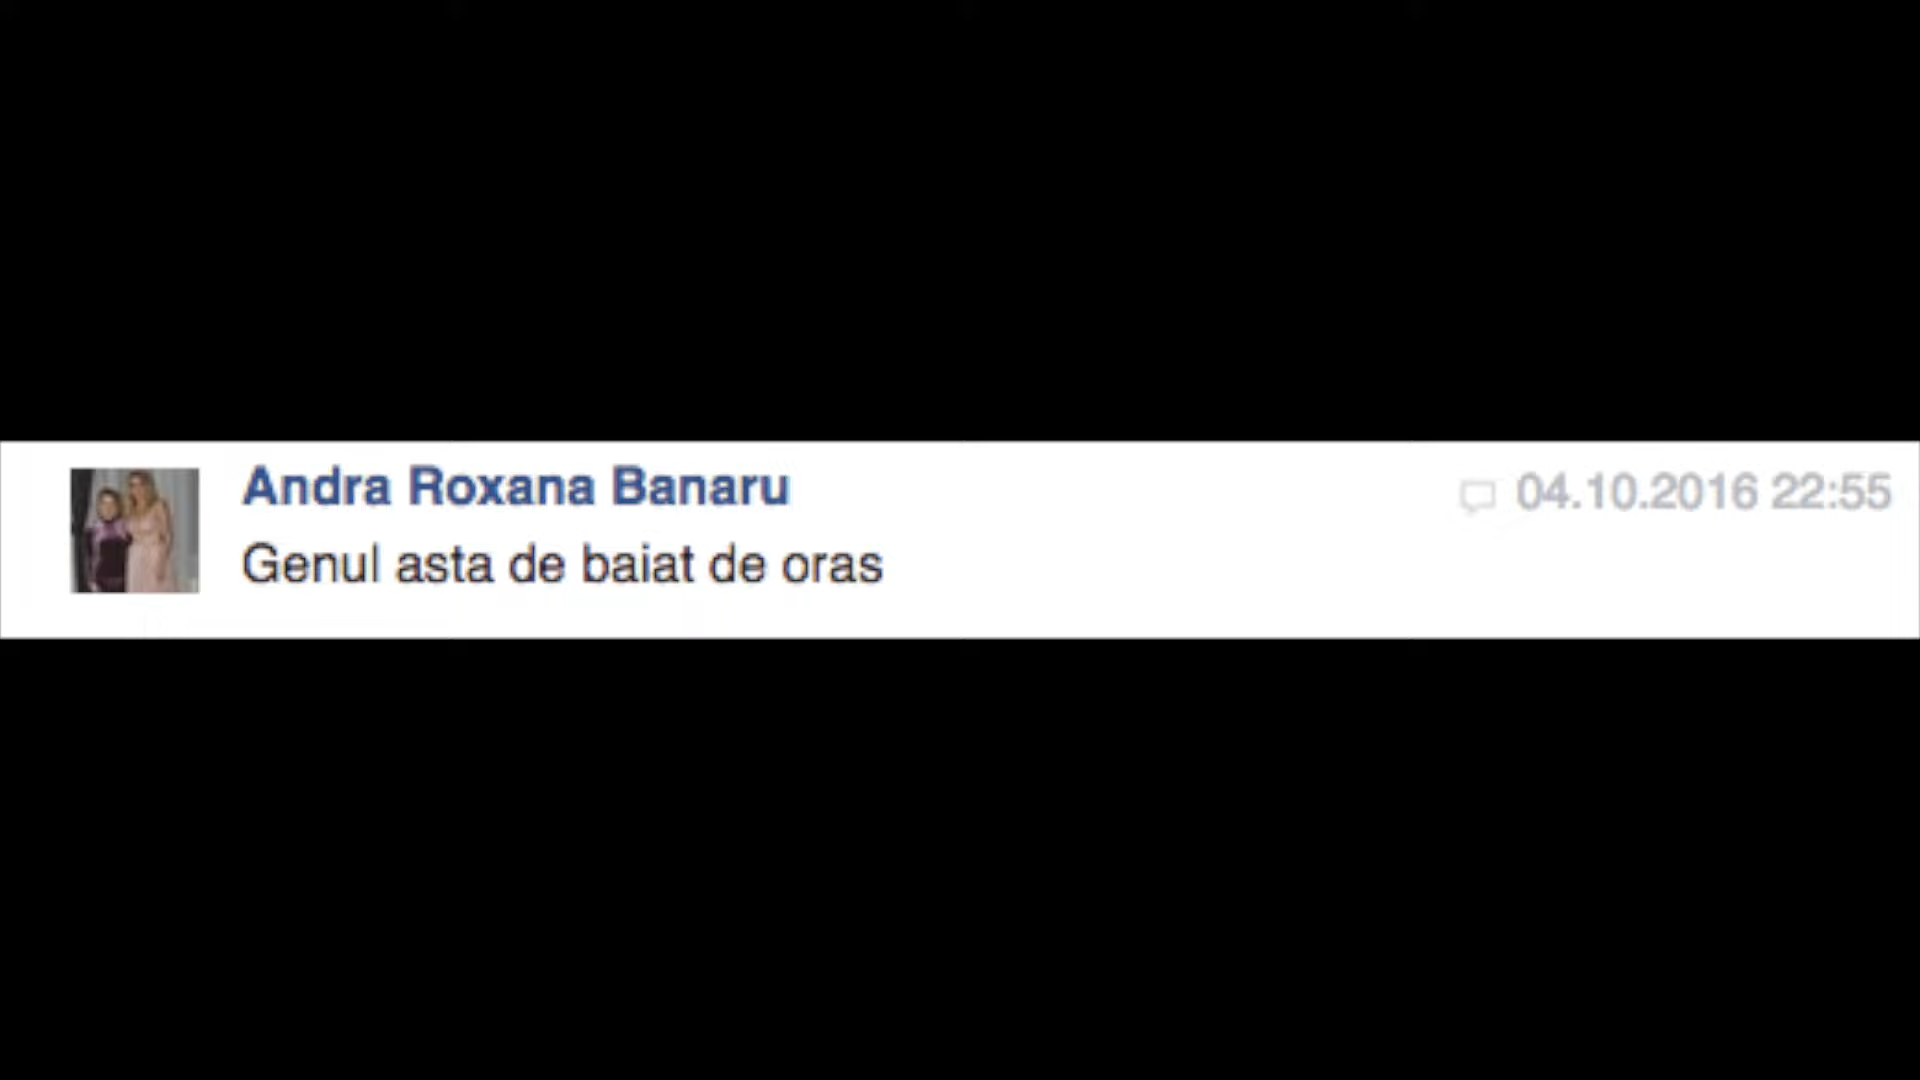 Andra Roxana Banaru
04.10.2016 22:55
Genul asta de baiat de oras